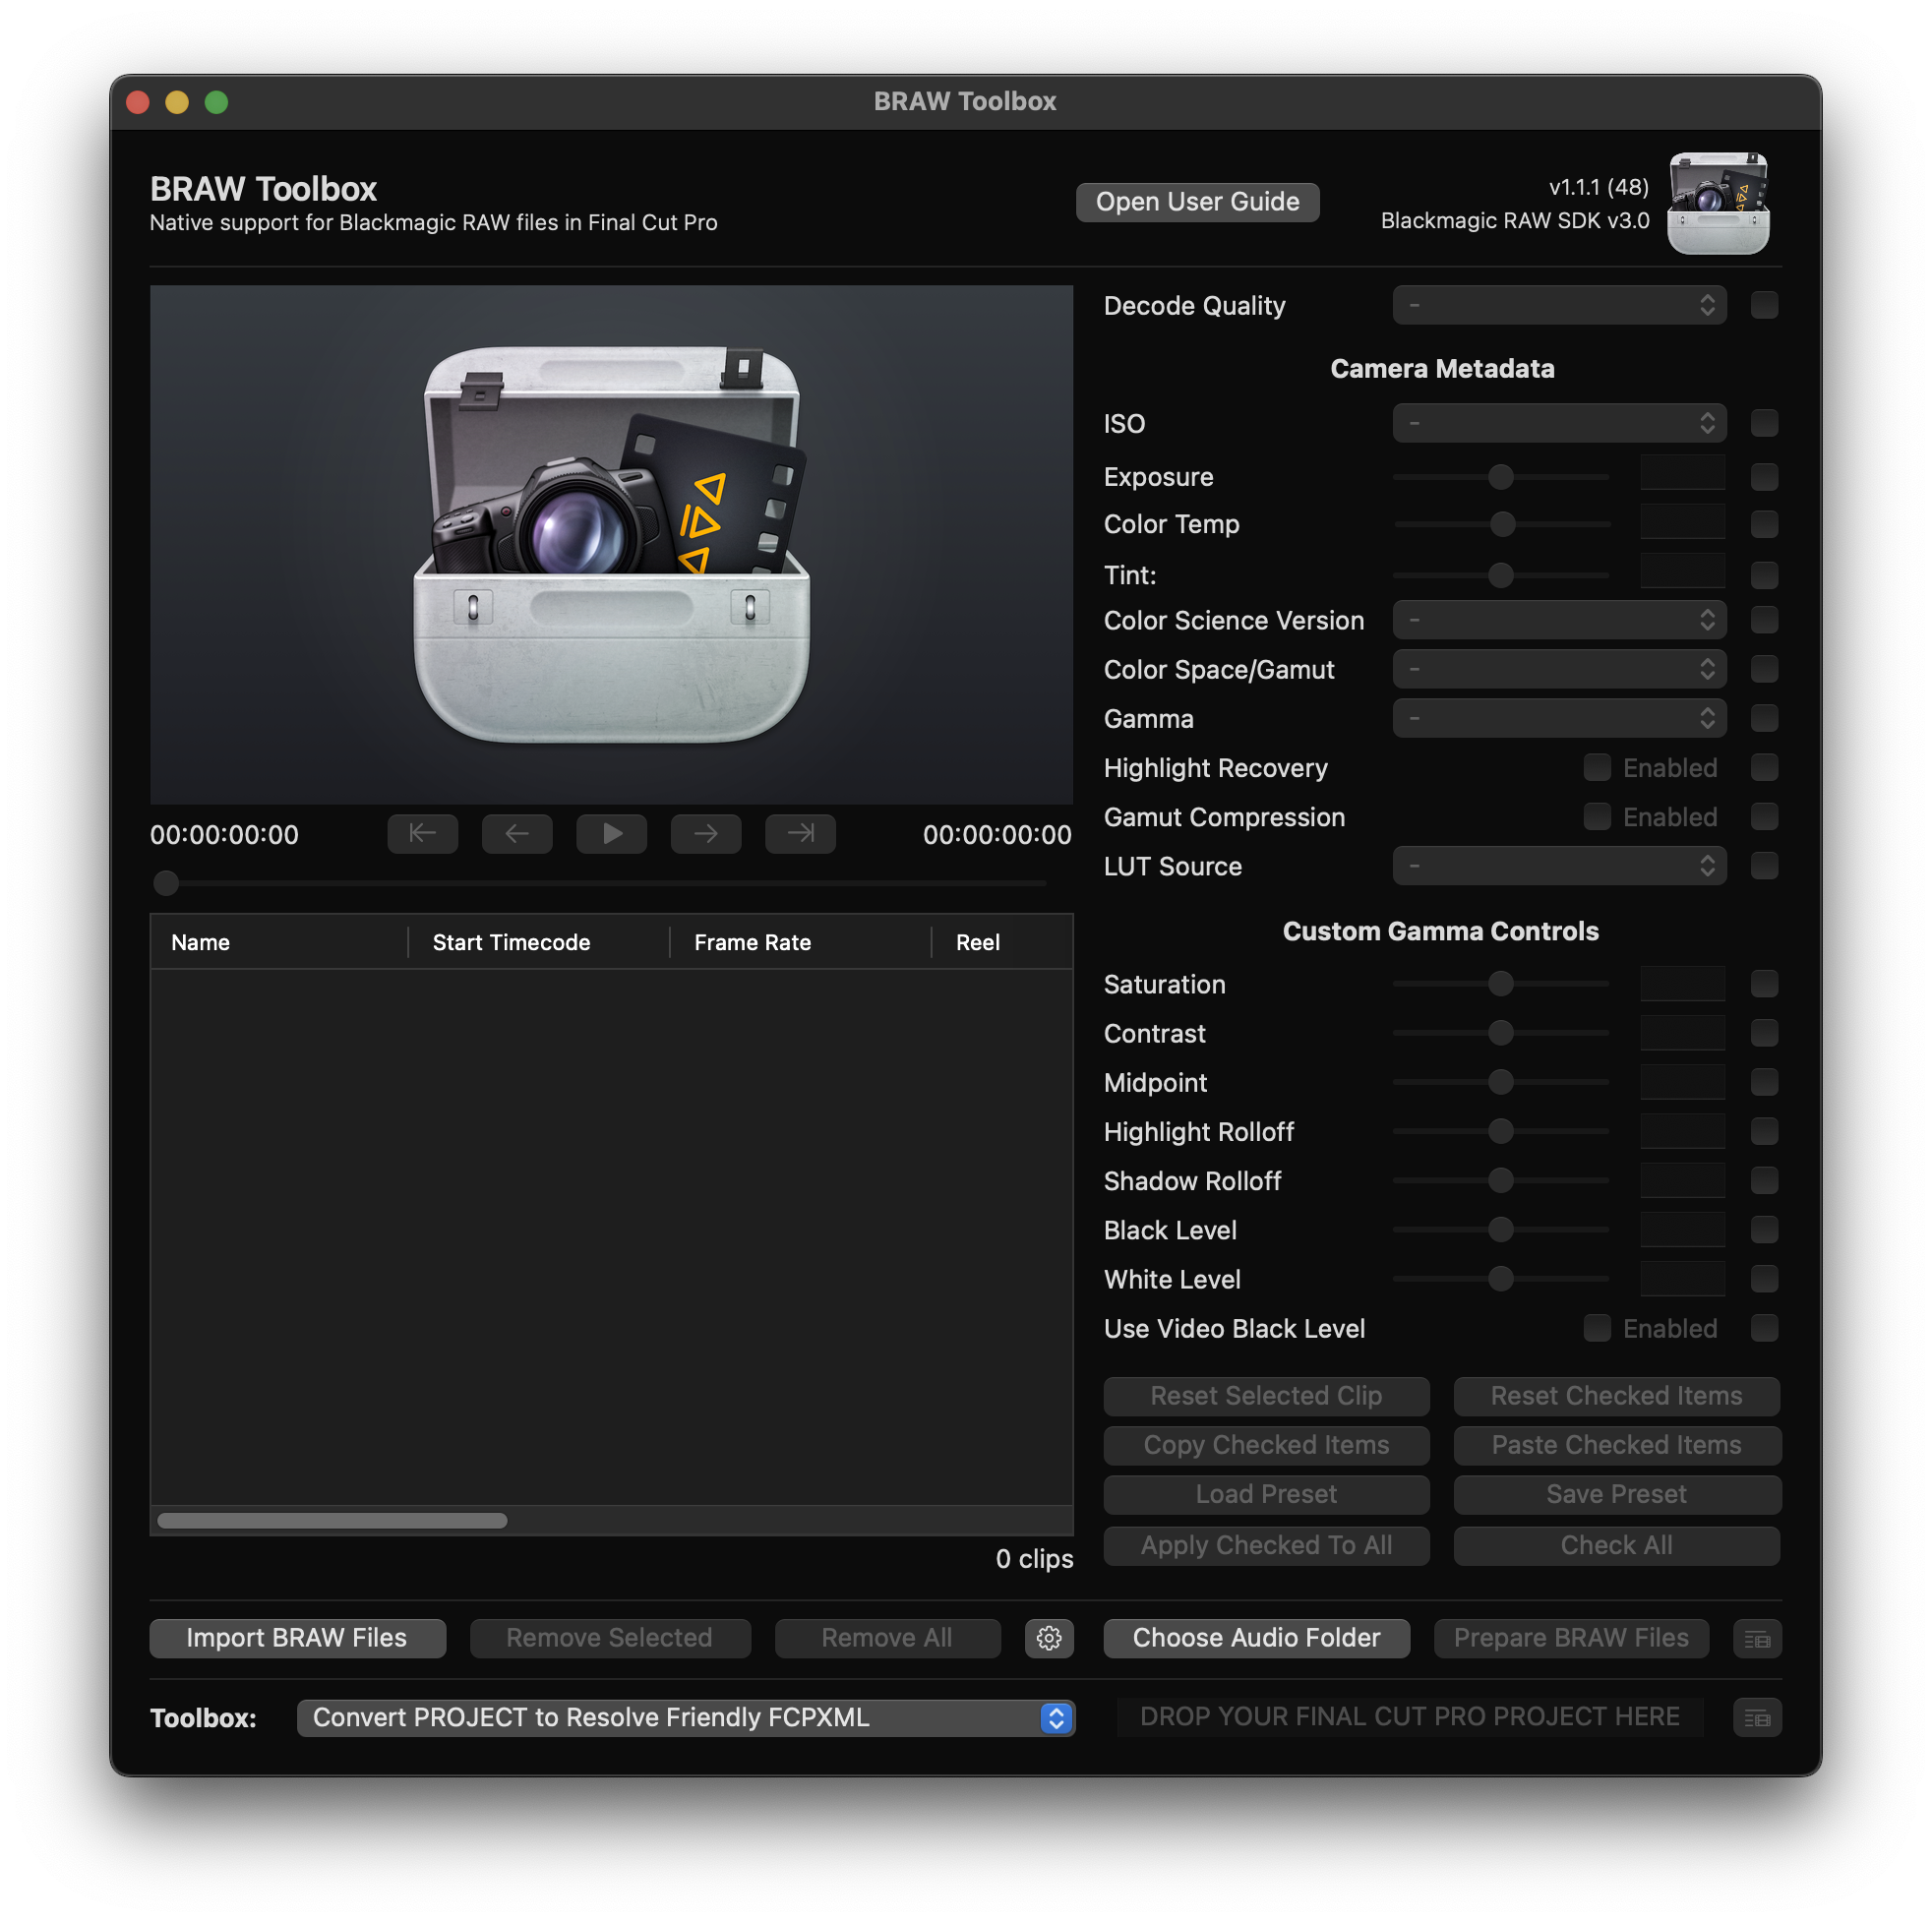 BRAW Toolbox
BRAW Toolbox
Native support for Blackmagic RAW files in Final Cut Pro
Open User Guide
v1.1.1 (48)
Blackmagic RAW SDK v3.0
00:00:00:00
00:00:00:00
Name Start Timecode Frame Rate Reel
0 clips
Decode Quality –
Camera Metadata
ISO –
Exposure
Color Temp
Tint:
Color Science Version –
Color Space/Gamut –
Gamma –
Highlight Recovery Enabled
Gamut Compression Enabled
LUT Source –
Custom Gamma Controls
Saturation
Contrast
Midpoint
Highlight Rolloff
Shadow Rolloff
Black Level
White Level
Use Video Black Level Enabled
Reset Selected Clip Reset Checked Items
Copy Checked Items Paste Checked Items
Load Preset Save Preset
Apply Checked To All Check All
Import BRAW Files Remove Selected Remove All Choose Audio Folder Prepare BRAW Files
Toolbox: Convert PROJECT to Resolve Friendly FCPXML DROP YOUR FINAL CUT PRO PROJECT HERE